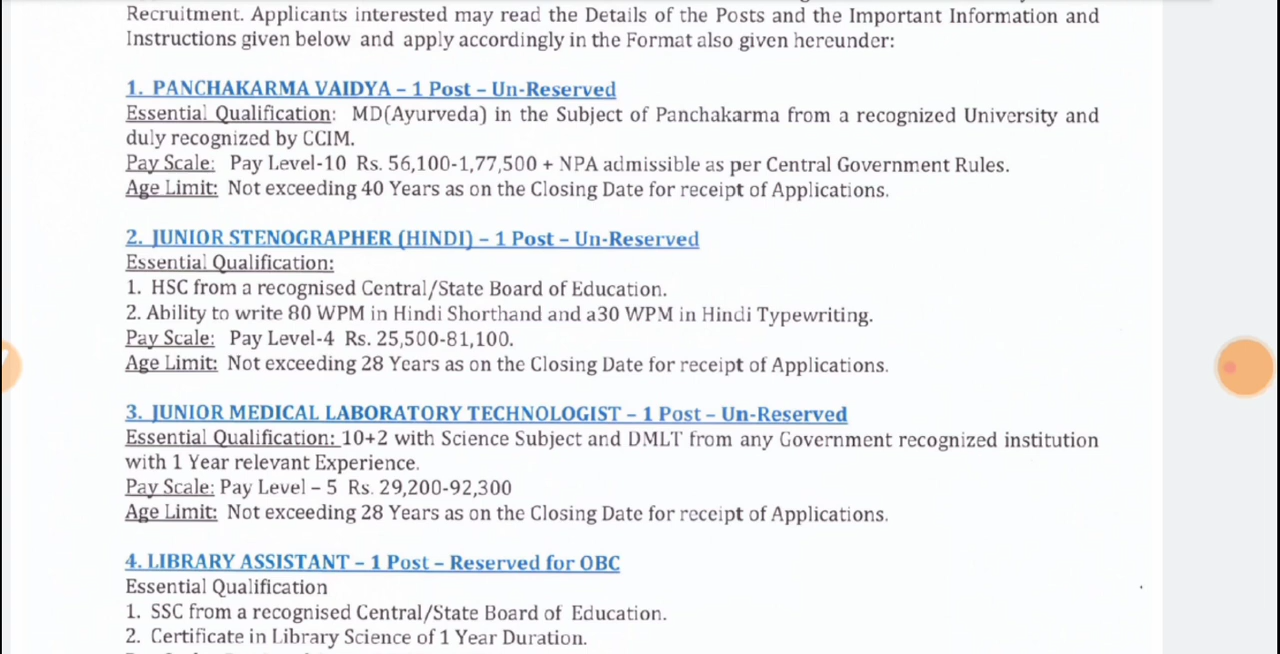 Recruitment. Applicants interested may read the Details of the Posts and the Important Information and
Instructions given below and apply accordingly in the Format also given hereunder:
1. PANCHAKARMA VAIDYA – 1 Post – Un-Reserved
Essential Qualification: MD(Ayurveda) in the Subject of Panchakarma from a recognized University and
duly recognized by CCIM.
Pay Scale: Pay Level-10 Rs. 56,100-1,77,500 + NPA admissible as per Central Government Rules.
Age Limit: Not exceeding 40 Years as on the Closing Date for receipt of Applications.
2. JUNIOR STENOGRAPHER (HINDI) – 1 Post – Un-Reserved
Essential Qualification:
1. HSC from a recognised Central/State Board of Education.
2. Ability to write 80 WPM in Hindi Shorthand and a30 WPM in Hindi Typewriting.
Pay Scale: Pay Level-4 Rs. 25,500-81,100.
Age Limit: Not exceeding 28 Years as on the Closing Date for receipt of Applications.
3. JUNIOR MEDICAL LABORATORY TECHNOLOGIST – 1 Post – Un-Reserved
Essential Qualification: 10+2 with Science Subject and DMLT from any Government recognized institution
with 1 Year relevant Experience.
Pay Scale: Pay Level – 5 Rs. 29,200-92,300
Age Limit: Not exceeding 28 Years as on the Closing Date for receipt of Applications.
4. LIBRARY ASSISTANT – 1 Post – Reserved for OBC
Essential Qualification
1. SSC from a recognised Central/State Board of Education.
2. Certificate in Library Science of 1 Year Duration.